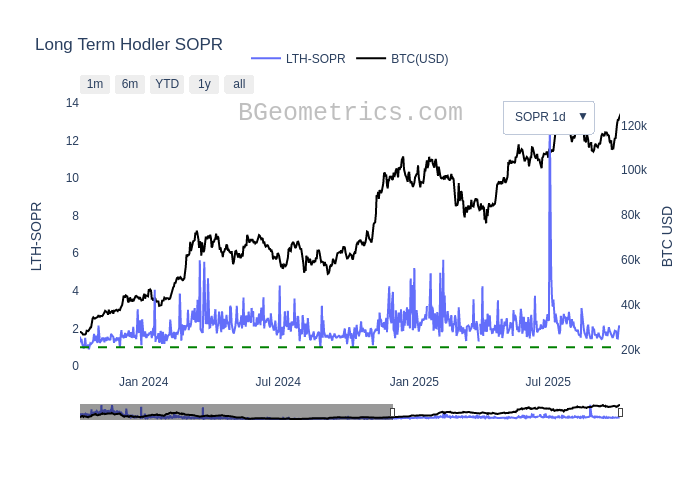 Long Term Hodler SOPR
LTH-SOPR
BTC(USD)
1m
6m
YTD
1y
all
BGeometrics.com
SOPR 1d
▼
14
12
10
8
6
4
2
0
LTH-SOPR
120k
100k
80k
60k
40k
20k
BTC USD
Jan 2024
Jul 2024
Jan 2025
Jul 2025